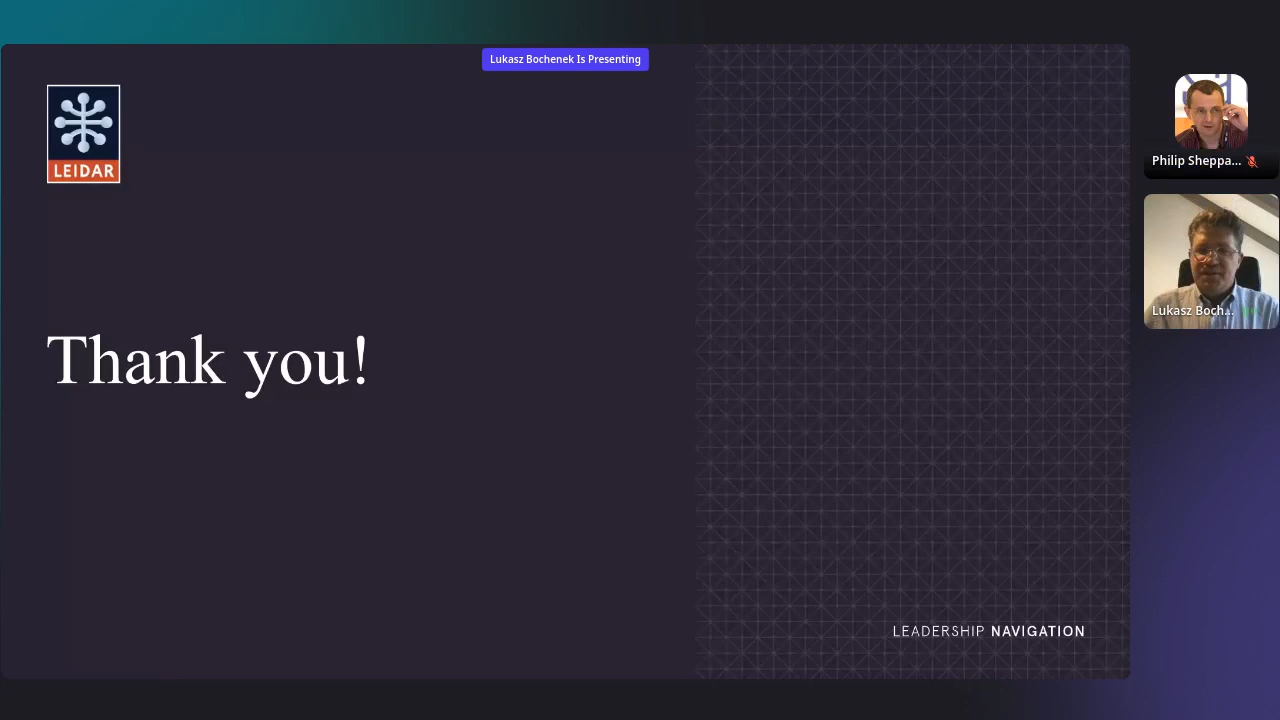 Lukasz Bochenek Is Presenting
LEIDAR
Philip Sheppa...
Lukasz Boch...
Thank you!
LEADERSHIP NAVIGATION